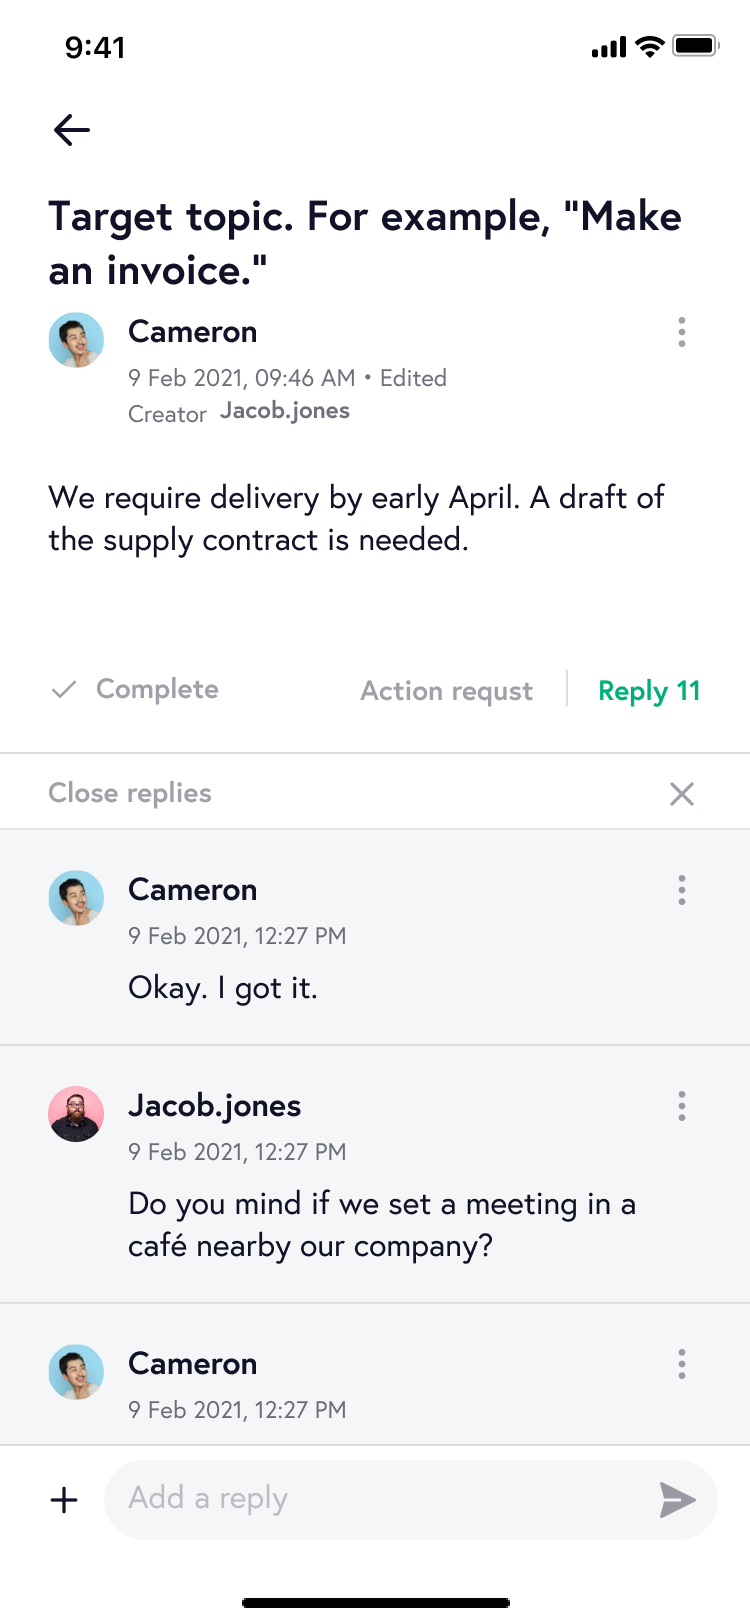 9:41
Target topic. For example, "Make
an invoice."
Cameron
9 Feb 2021, 09:46 AM • Edited
Creator Jacob.jones
We require delivery by early April. A draft of
the supply contract is needed.
Complete
Action requst
Reply 11
Close replies
Cameron
9 Feb 2021, 12:27 PM
Okay. I got it.
Jacob.jones
9 Feb 2021, 12:27 PM
Do you mind if we set a meeting in a
café nearby our company?
Cameron
9 Feb 2021, 12:27 PM
Add a reply